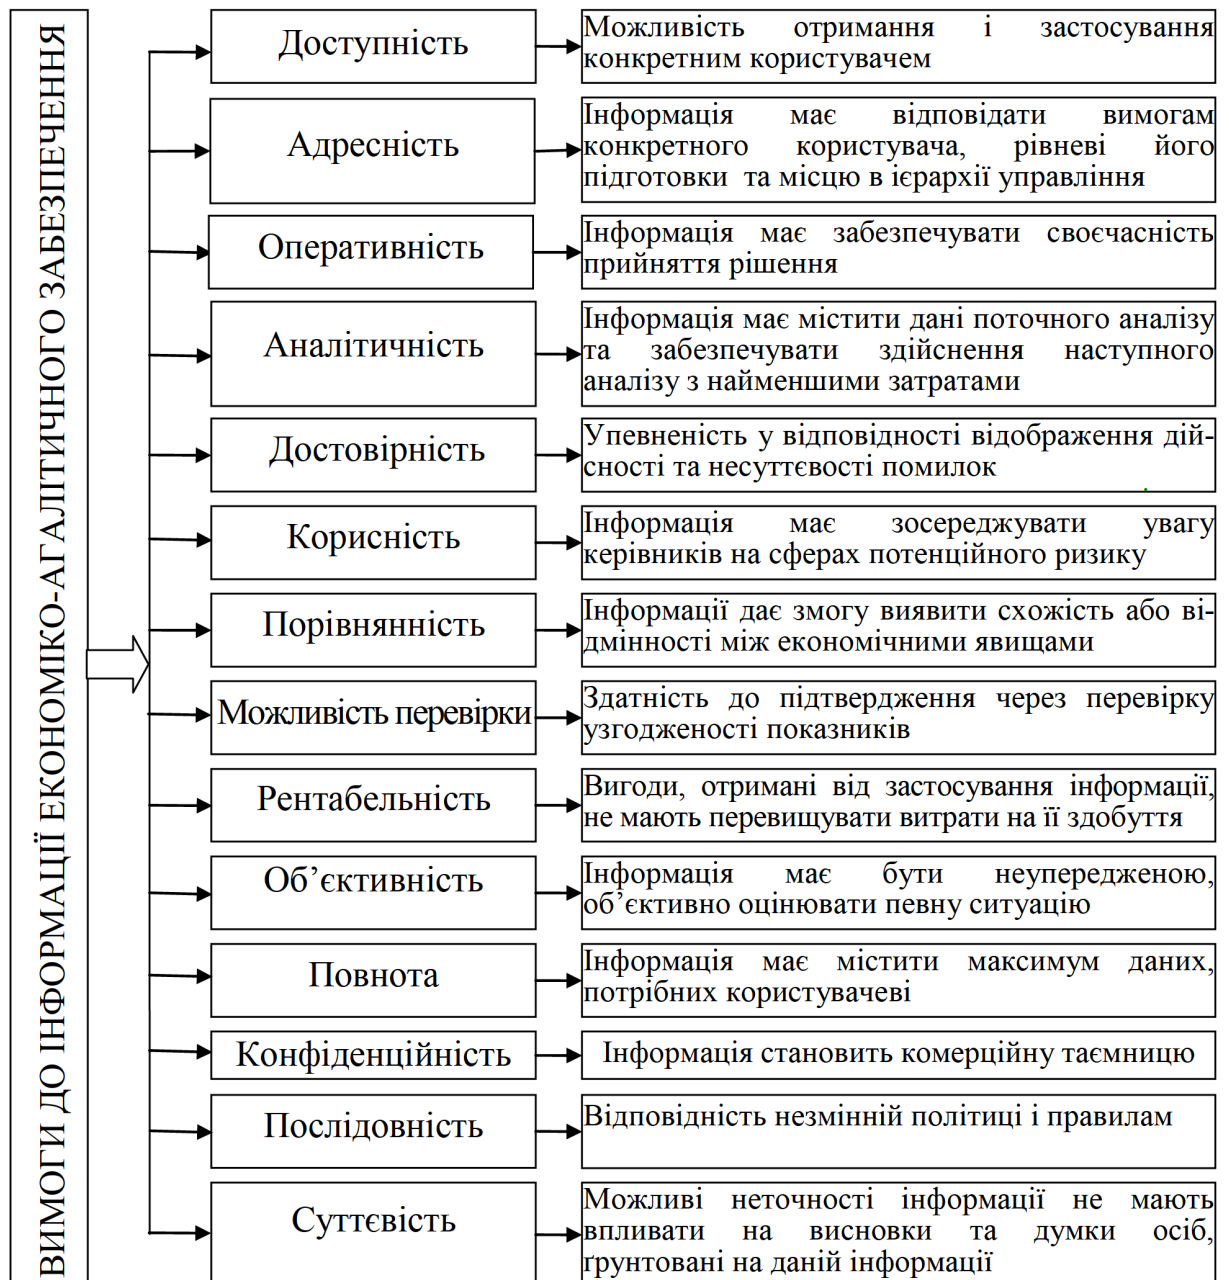 ВИМОГИ ДО ІНФОРМАЦІЇ ЕКОНОМІКО-АГАЛІТИЧНОГО ЗАБЕЗПЕЧЕННЯ
Доступність
Можливість отримання і застосування
конкретним користувачем
Адресність
Інформація має відповідати вимогам
конкретного користувача, рівневі його
підготовки та місцю в ієрархії управління
Оперативність
Інформація має забезпечувати своєчасність
прийняття рішення
Аналітичність
Інформація має містити дані поточного аналізу
та забезпечувати здійснення наступного
аналізу з найменшими затратами
Достовірність
Упевненість у відповідності відображення дій-
сності та несуттєвості помилок
Корисність
Інформація має зосереджувати увагу
керівників на сферах потенційного ризику
Порівнянність
Інформації дає змогу виявити схожість або ві-
дмінності між економічними явищами
Можливість перевірки
Здатність до підтвердження через перевірку
узгодженості показників
Рентабельність
Вигоди, отримані від застосування інформації,
не мають перевищувати витрати на її здобуття
Об’єктивність
Інформація має бути неупередженою,
об’єктивно оцінювати певну ситуацію
Повнота
Інформація має містити максимум даних,
потрібних користувачеві
Конфіденційність
Інформація становить комерційну таємницю
Послідовність
Відповідність незмінній політиці і правилам
Суттєвість
Можливі неточності інформації не мають
впливати на висновки та думки осіб,
ґрунтовані на даній інформації